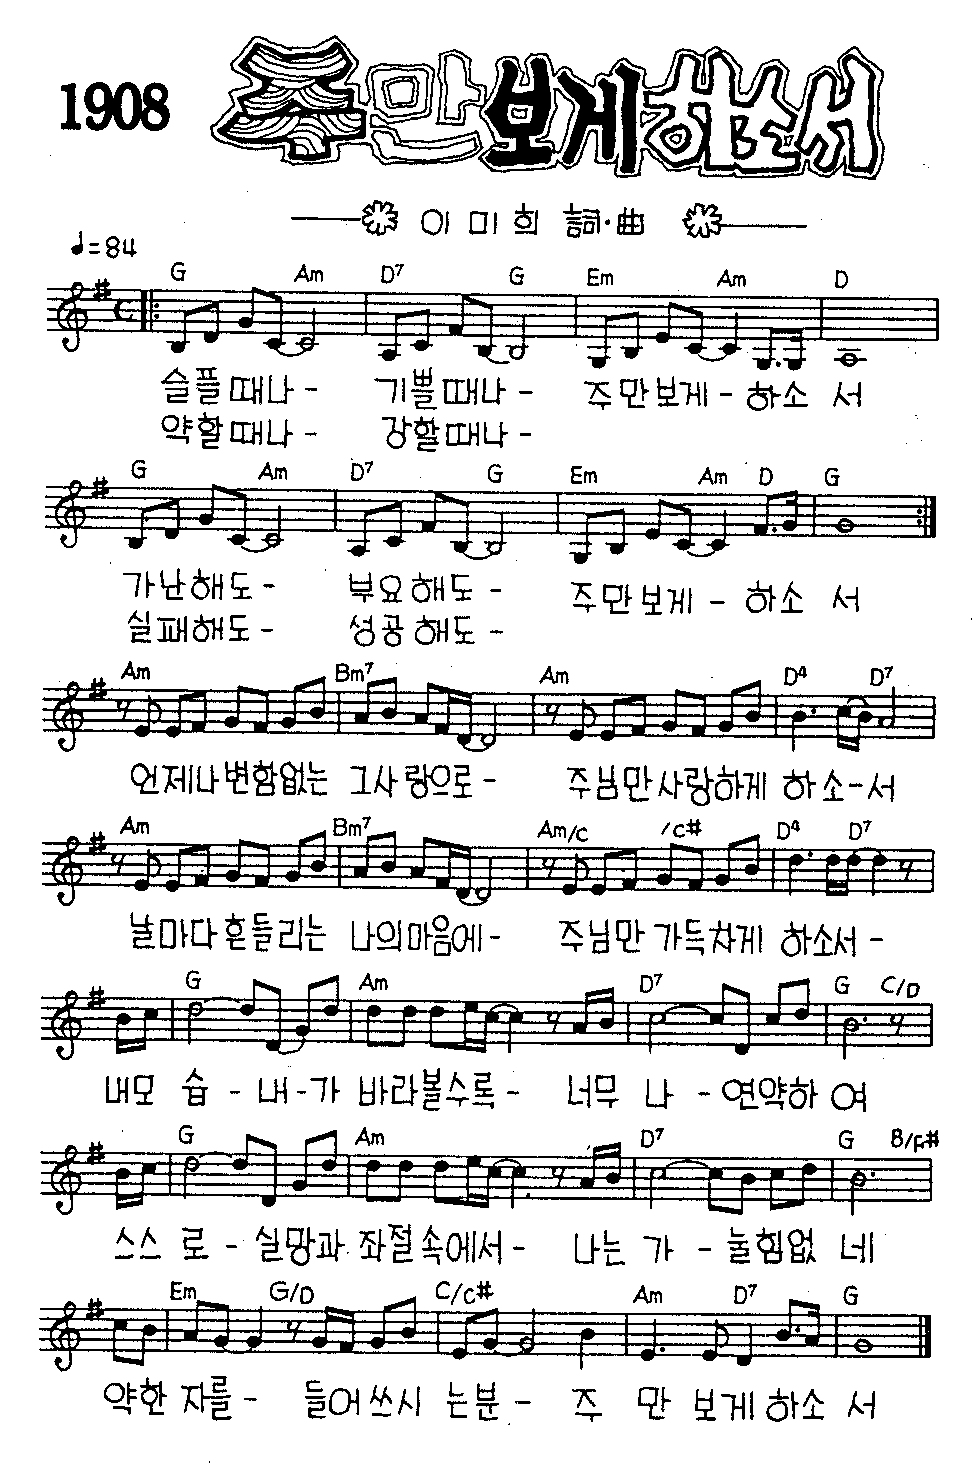 1908 주만보게하소서
이미희 詞·曲
♩=84
G Am D7 G Em Am D
슬플때나- 기쁠때나- 주만보게-하소 서
약할때나- 강할때나-
G Am D7 G Em Am D G
가난해도- 부요해도- 주만보게-하소 서
실패해도- 성공해도-
Am Bm7 Am D4 D7
언제나변함없는 그사랑으로- 주님만사랑하게 하소-서
Am Bm7 Am/C /C# D4 D7
날마다흔들리는 나의마음에- 주님만가득차게 하소서-
G Am D7 G C/D
내모 습-내-가 바라볼수록- 너무 나 -연약하 여
G Am D7 G B/F#
스스 로-실망과 좌절속에서- 나는 가 -눌힘없 네
Em G/D C/C# Am D7 G
약한 자를- 들어쓰시 는분- 주 만 보게하소 서